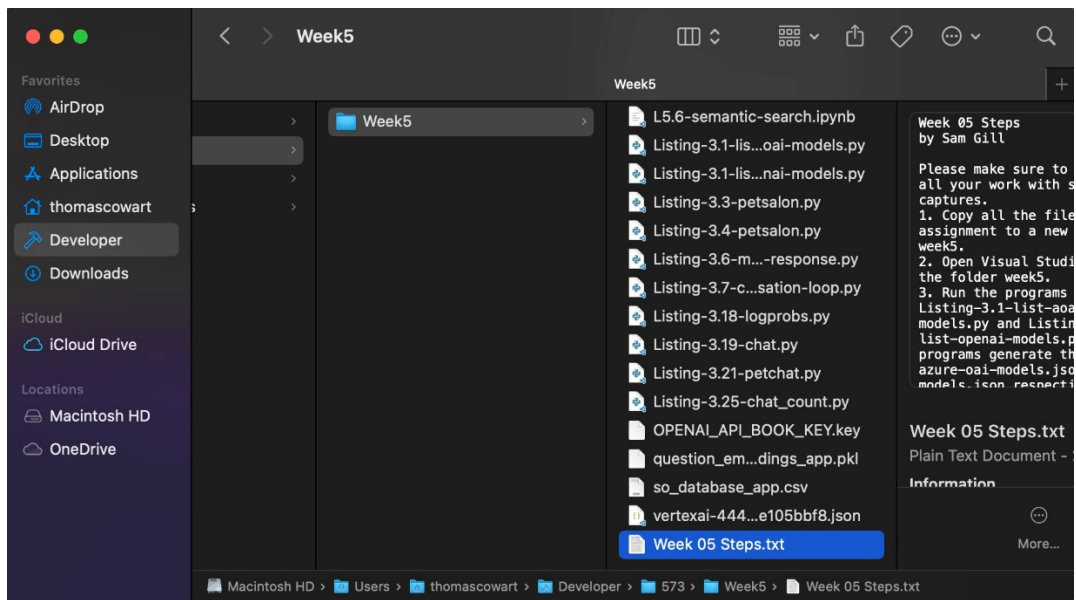 Week5
Week5
Favorites
AirDrop
Desktop
Applications
thomascowart
Developer
Downloads
iCloud
iCloud Drive
Locations
Macintosh HD
OneDrive
s
Week5
L5.6-semantic-search.ipynb
Listing-3.1-lis...oai-models.py
Listing-3.1-lis...nai-models.py
Listing-3.3-petsalon.py
Listing-3.4-petsalon.py
Listing-3.6-m...-response.py
Listing-3.7-c...sation-loop.py
Listing-3.18-logprobs.py
Listing-3.19-chat.py
Listing-3.21-petchat.py
Listing-3.25-chat_count.py
OPENAI_API_BOOK_KEY.key
question_em...dings_app.pkl
so_database_app.csv
vertexai-444...e105bbf8.json
Week 05 Steps.txt
Week 05 Steps
by Sam Gill
Please make sure to
all your work with s
captures.
1. Copy all the file
assignment to a new
week5.
2. Open Visual Studi
the folder week5.
3. Run the programs
Listing-3.1-list-aoa
models.py and Listin
list-openai-models.p
programs generate th
azure-oai-models.jso
models.json respecti
Week 05 Steps.txt
Plain Text Document -
Information
More...
Macintosh HD > Users > thomascowart > Developer > 573 > Week5 > Week 05 Steps.txt